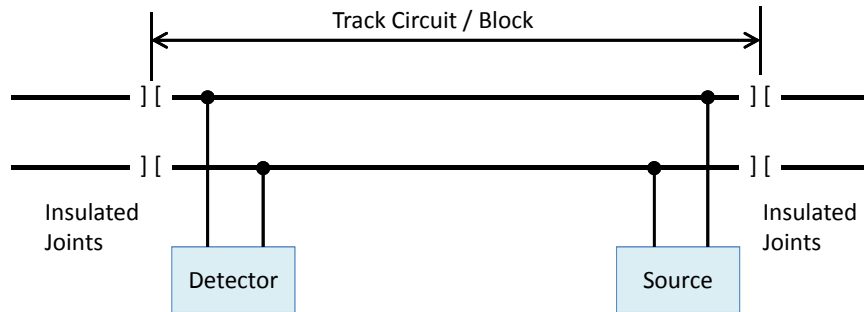 Track Circuit / Block
] [
] [
] [
] [
Insulated
Joints
Insulated
Joints
Detector
Source